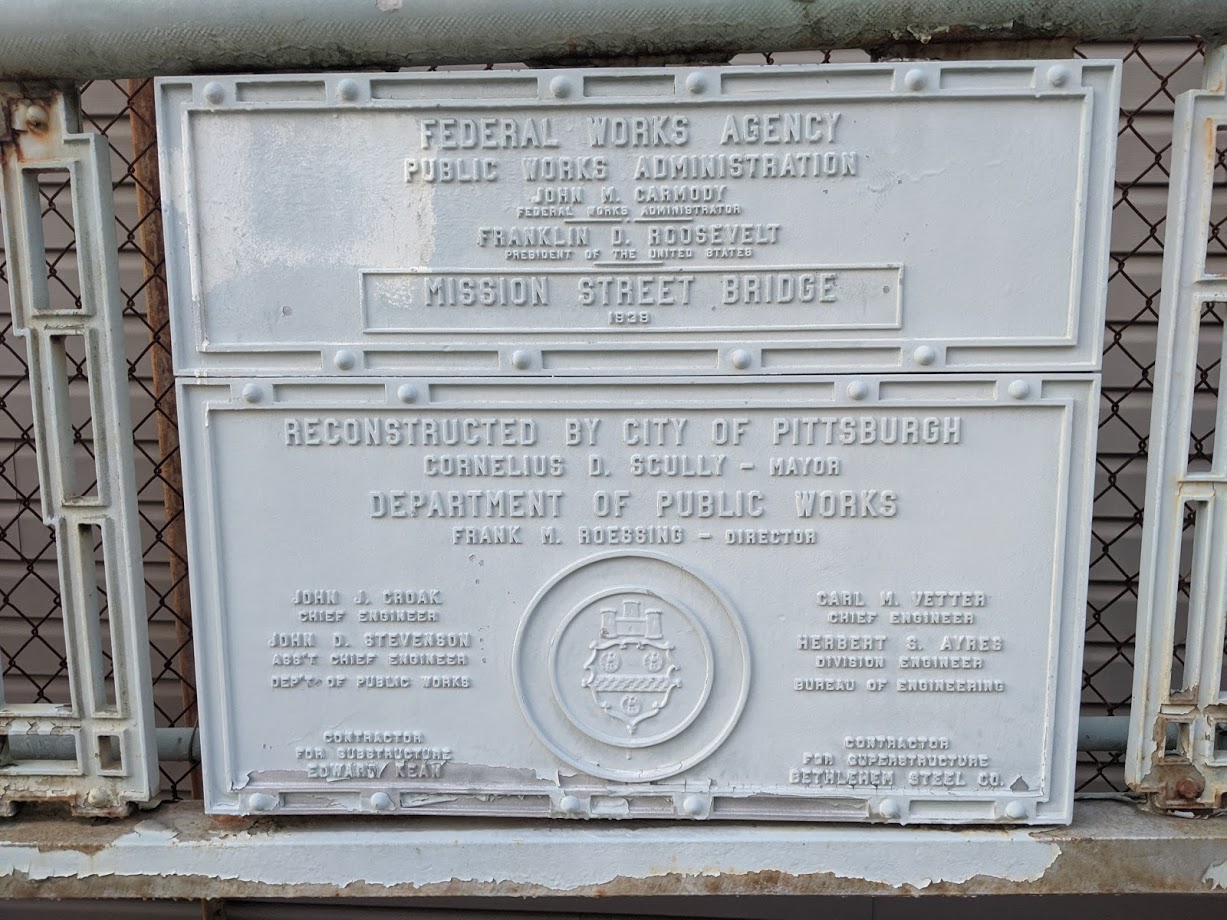 FEDERAL WORKS AGENCY
PUBLIC WORKS ADMINISTRATION
JOHN M. CARMODY
FEDERAL WORKS ADMINISTRATOR
FRANKLIN D. ROOSEVELT
PRESIDENT OF THE UNITED STATES
MISSION STREET BRIDGE
1939
RECONSTRUCTED BY CITY OF PITTSBURGH
CORNELIUS D. SCULLY - MAYOR
DEPARTMENT OF PUBLIC WORKS
FRANK M. ROESSING - DIRECTOR
JOHN J. CROAK
CHIEF ENGINEER
JOHN D. STEVENSON
ASS'T CHIEF ENGINEER
DEP'T OF PUBLIC WORKS
CARL M. VETTER
CHIEF ENGINEER
HERBERT S. AYRES
DIVISION ENGINEER
BUREAU OF ENGINEERING
CONTRACTOR
FOR SUBSTRUCTURE
EDWARD V. KEAN
CONTRACTOR
FOR SUPERSTRUCTURE
BETHLEHEM STEEL CO.